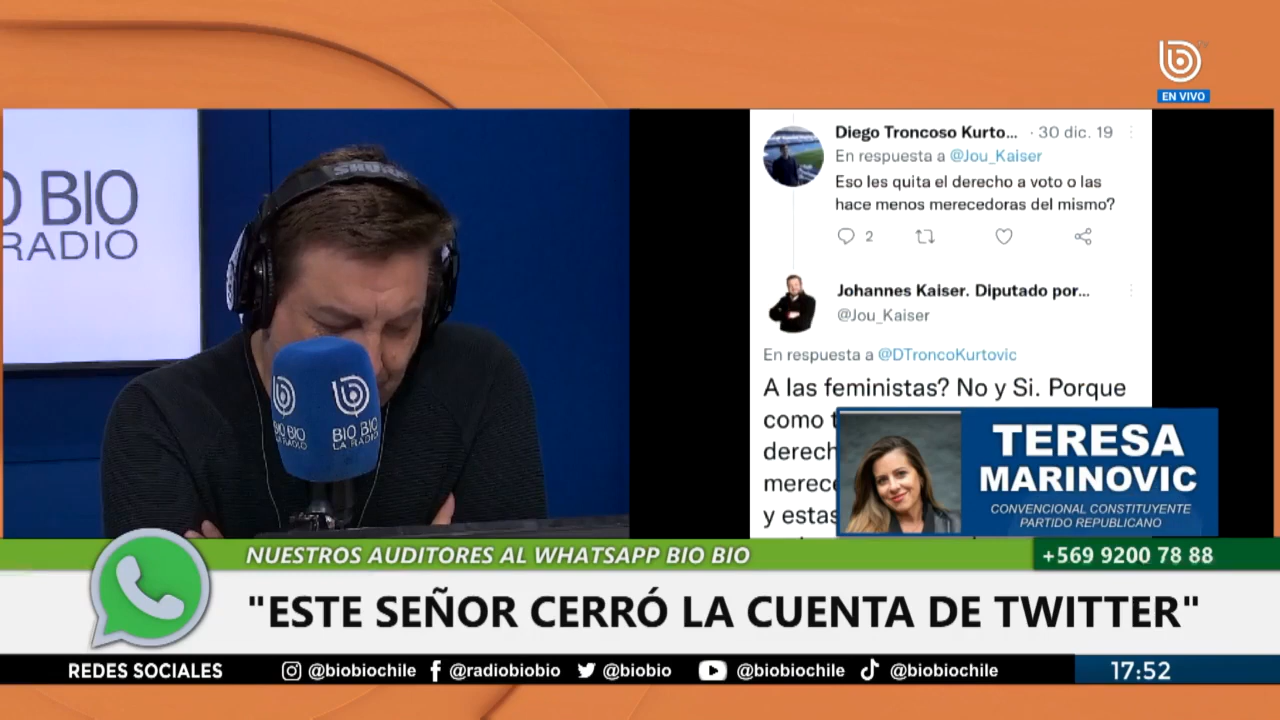 EN VIVO
O BIO
RADIO
SHURE
BIO BIO
LA RADIO
BIO BIO
LA RADIO
Diego Troncoso Kurto... · 30 dic. 19
En respuesta a @Jou_Kaiser
Eso les quita el derecho a voto o las
hace menos merecedoras del mismo?
2
Johannes Kaiser. Diputado por...
@Jou_Kaiser
En respuesta a @DTroncoKurtovic
A las feministas? No y Si. Porque
como t
derech
merece
y estas
TERESA
MARINOVIC
CONVENCIONAL CONSTITUYENTE
PARTIDO REPUBLICANO
NUESTROS AUDITORES AL WHATSAPP BIO BIO
+569 9200 78 88
"ESTE SEÑOR CERRÓ LA CUENTA DE TWITTER"
REDES SOCIALES @biobiochile @radiobiobio @biobio @biobiochile @biobiochile 17:52